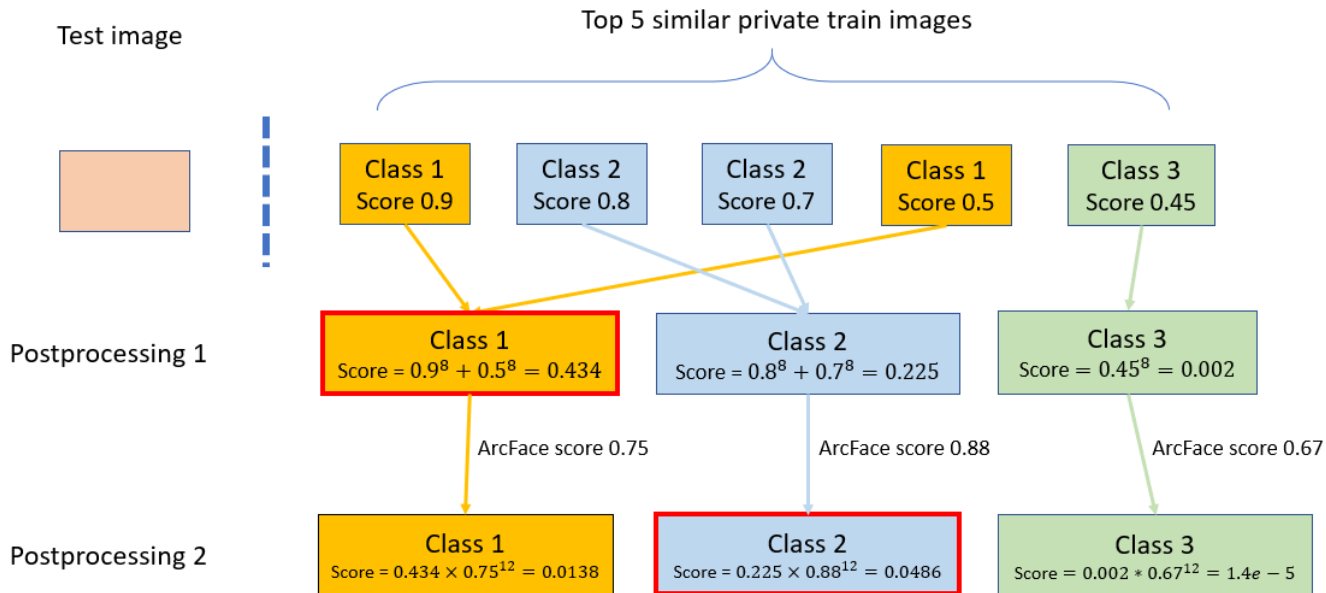 Test image
Top 5 similar private train images
Class 1
Score 0.9
Class 2
Score 0.8
Class 2
Score 0.7
Class 1
Score 0.5
Class 3
Score 0.45
Postprocessing 1
Class 1
Score = 0.9⁸ + 0.5⁸ = 0.434
Class 2
Score = 0.8⁸ + 0.7⁸ = 0.225
Class 3
Score = 0.45⁸ = 0.002
ArcFace score 0.75
ArcFace score 0.88
ArcFace score 0.67
Postprocessing 2
Class 1
Score = 0.434 × 0.75¹² = 0.0138
Class 2
Score = 0.225 × 0.88¹² = 0.0486
Class 3
Score = 0.002 * 0.67¹² = 1.4e − 5